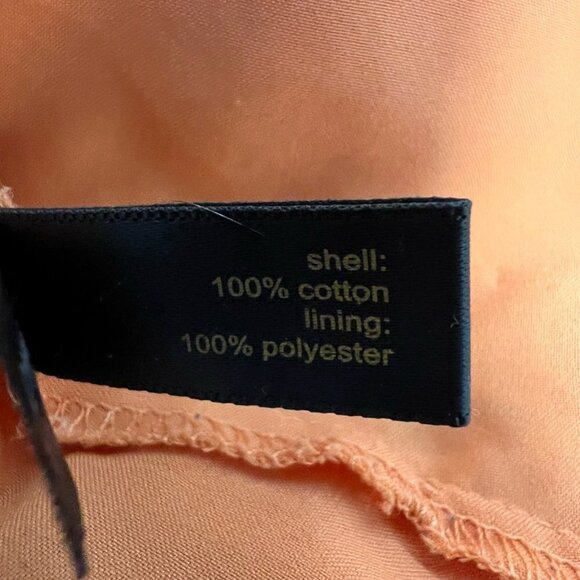 shell:
100% cotton
lining:
100% polyester